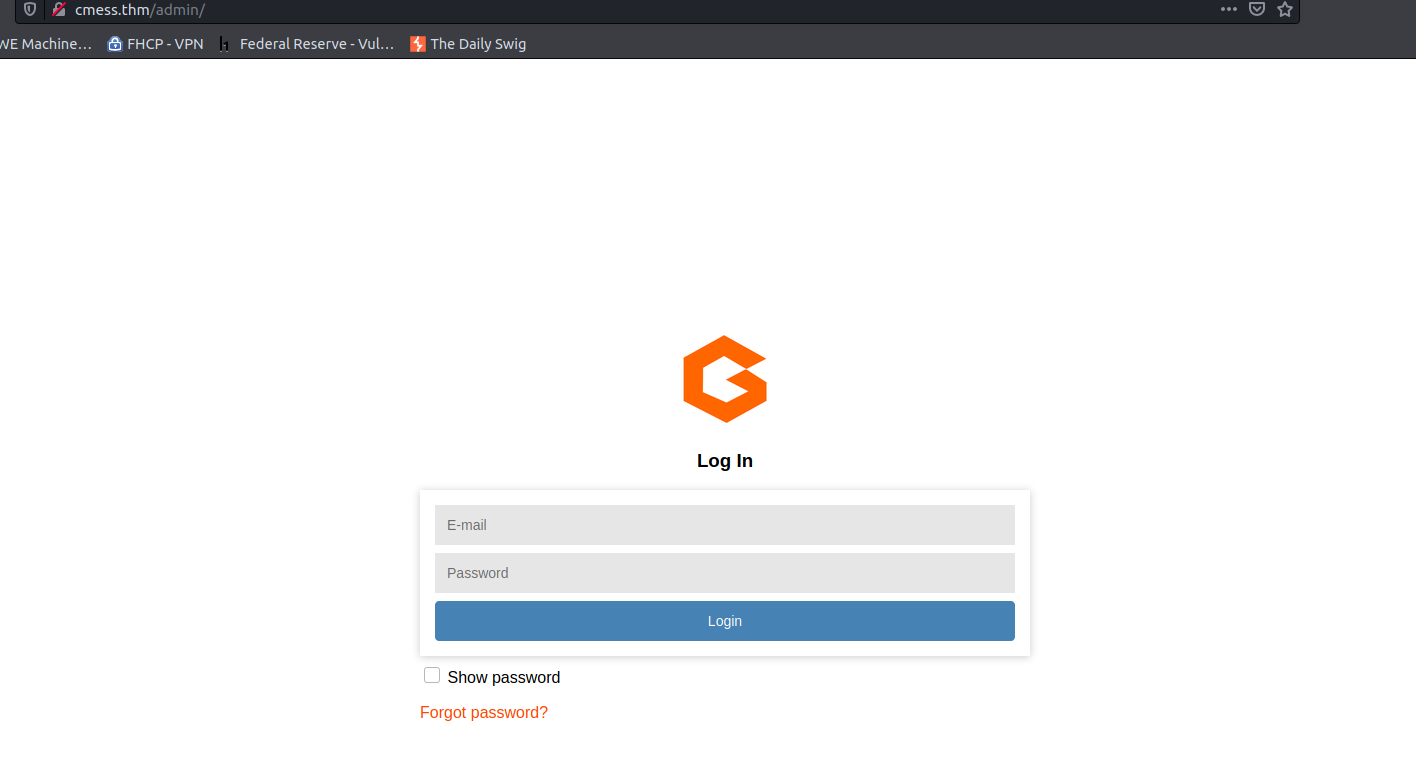 cmess.thm/admin/
WE Machine… FHCP - VPN Federal Reserve - Vul… The Daily Swig
Log In
E-mail
Password
Login
Show password
Forgot password?